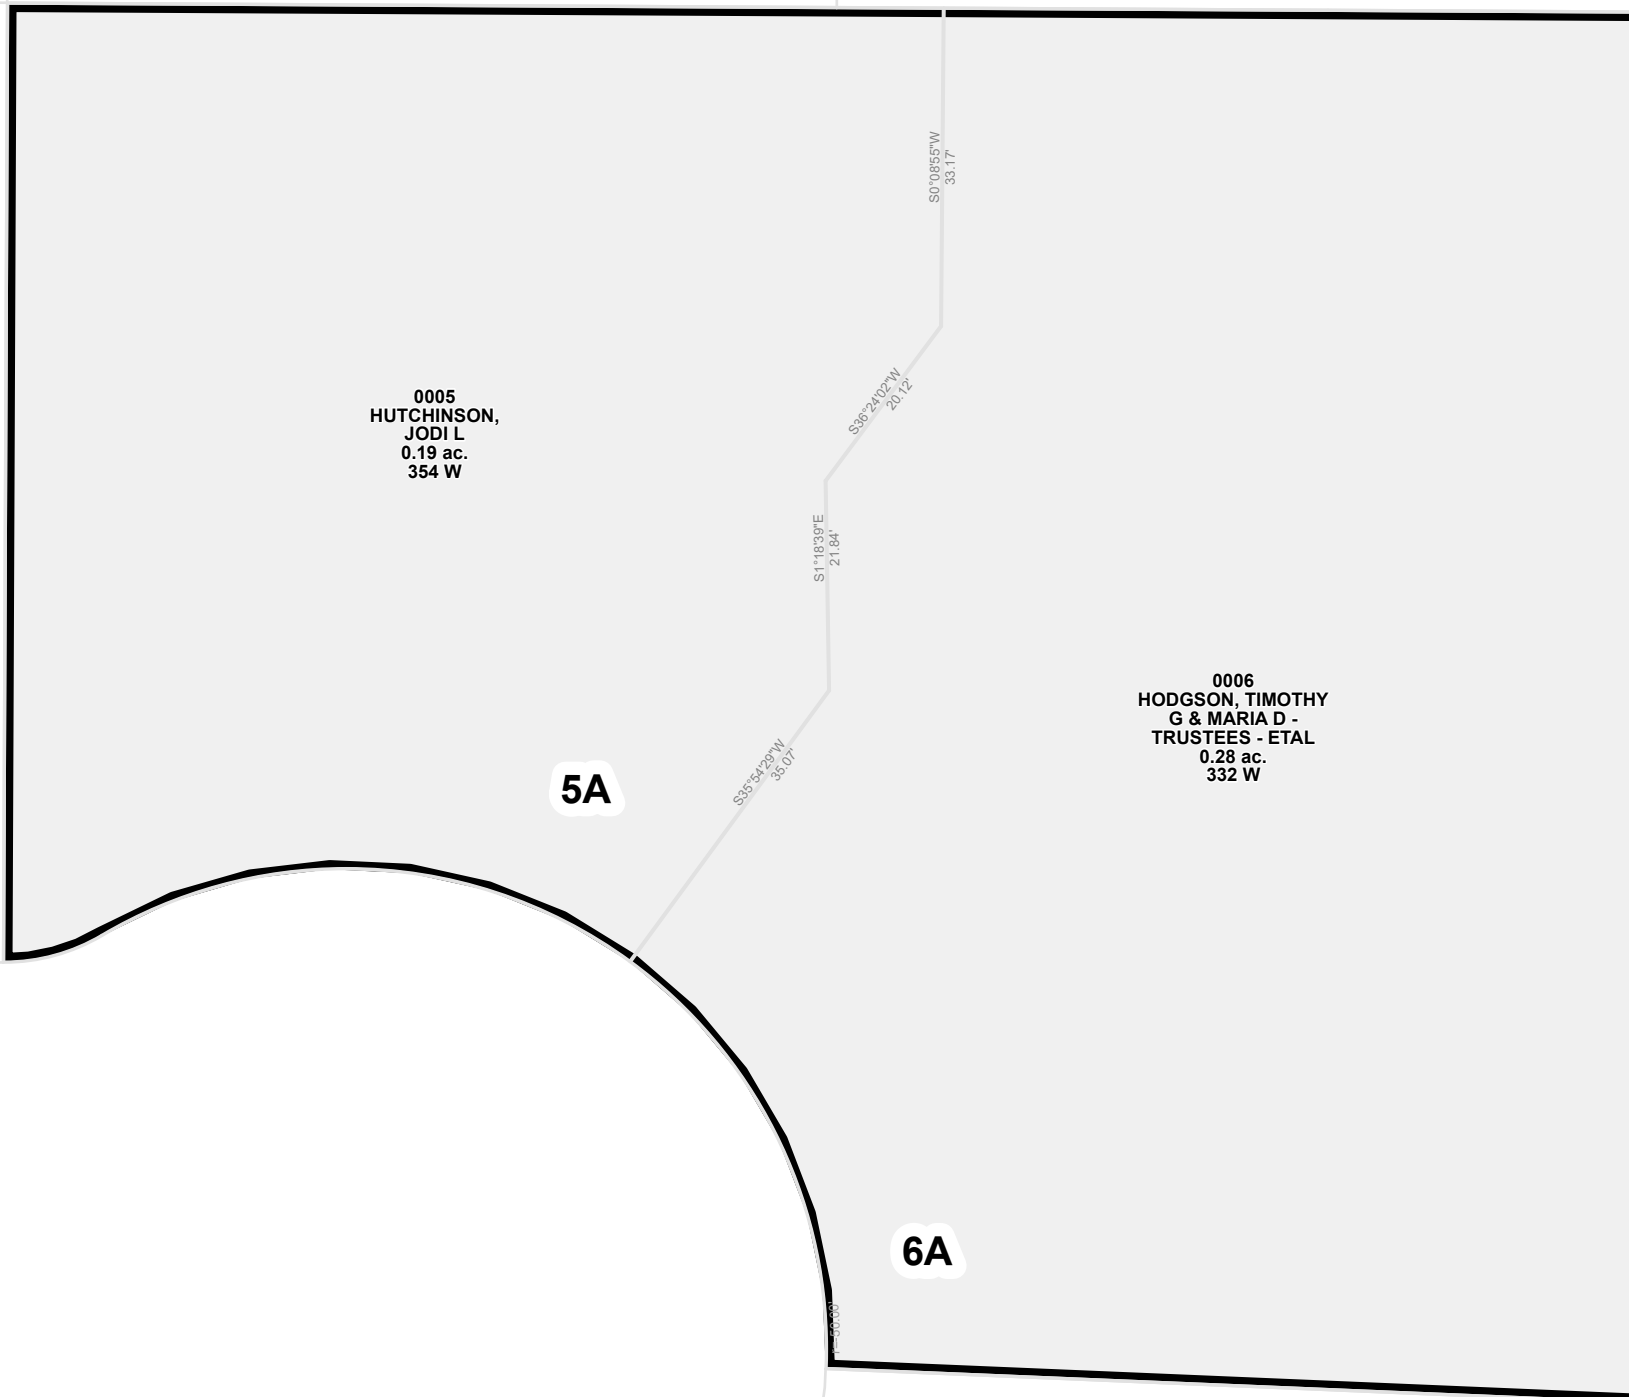 S0°08'55"W
33.17'
S36°24'02"W
20.12'
0005
HUTCHINSON,
JODI L
0.19 ac.
354 W
S1°18'39"E
21.84'
0006
HODGSON, TIMOTHY
G & MARIA D -
TRUSTEES - ETAL
0.28 ac.
332 W
S35°54'29"W
35.07'
5A
6A
r=50.00'